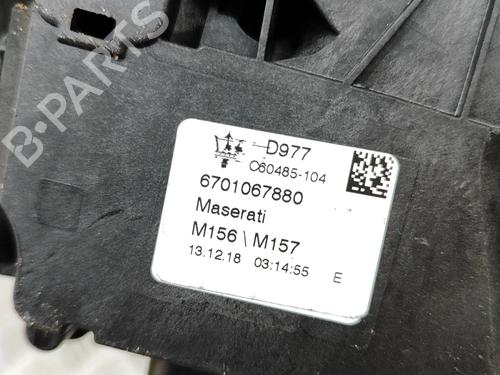 B-PARTS
D977
C60485-104
6701067880
Maserati
M156 \ M157
13.12.18 03:14:55 E